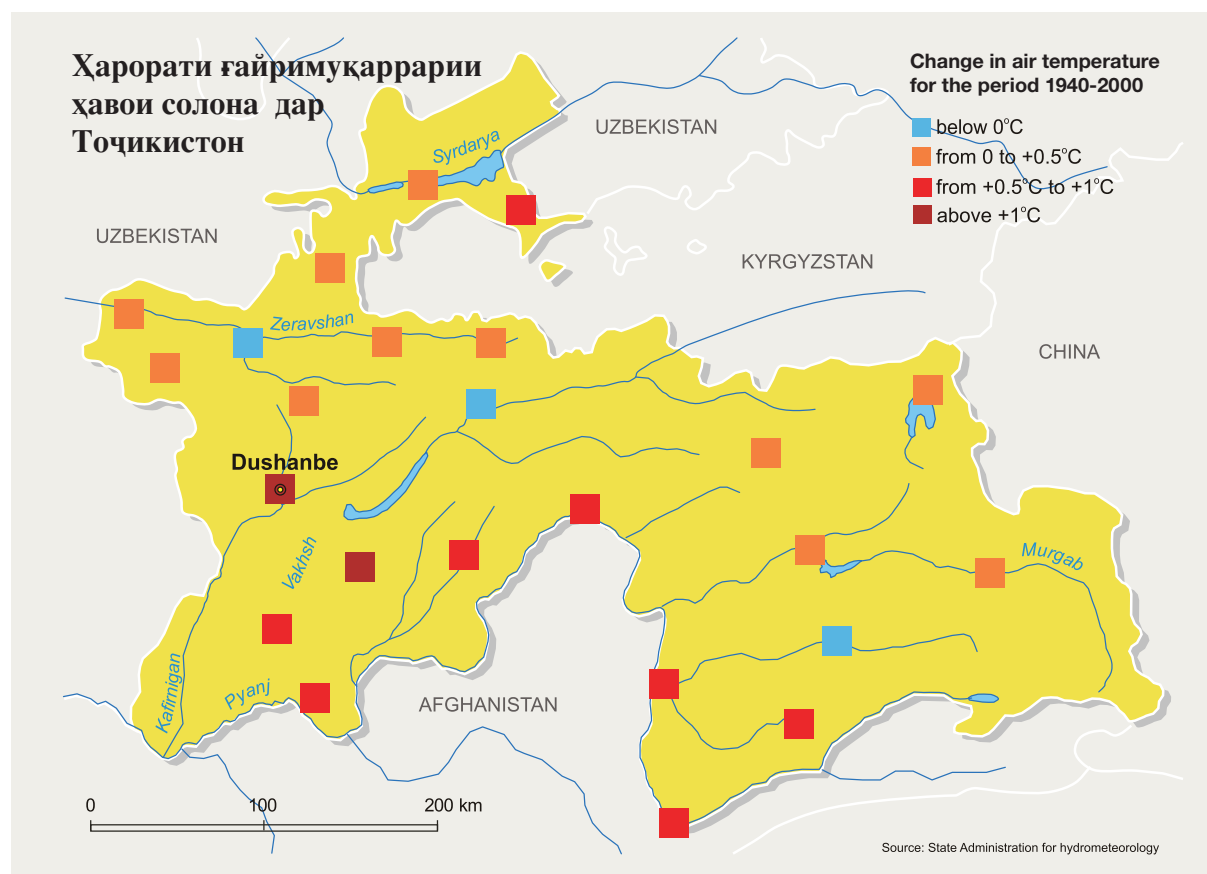 Ҳарорати ғайримуқаррарии
ҳавои солона дар
Тоҷикистон
Change in air temperature
for the period 1940-2000
below 0°C
from 0 to +0.5°C
from +0.5°C to +1°C
above +1°C
UZBEKISTAN
Syrdarya
UZBEKISTAN
KYRGYZSTAN
Zeravshan
CHINA
Dushanbe
Vakhsh
Murgab
Kafirnigan
Pyanj
AFGHANISTAN
0 100 200 km
Source: State Administration for hydrometeorology